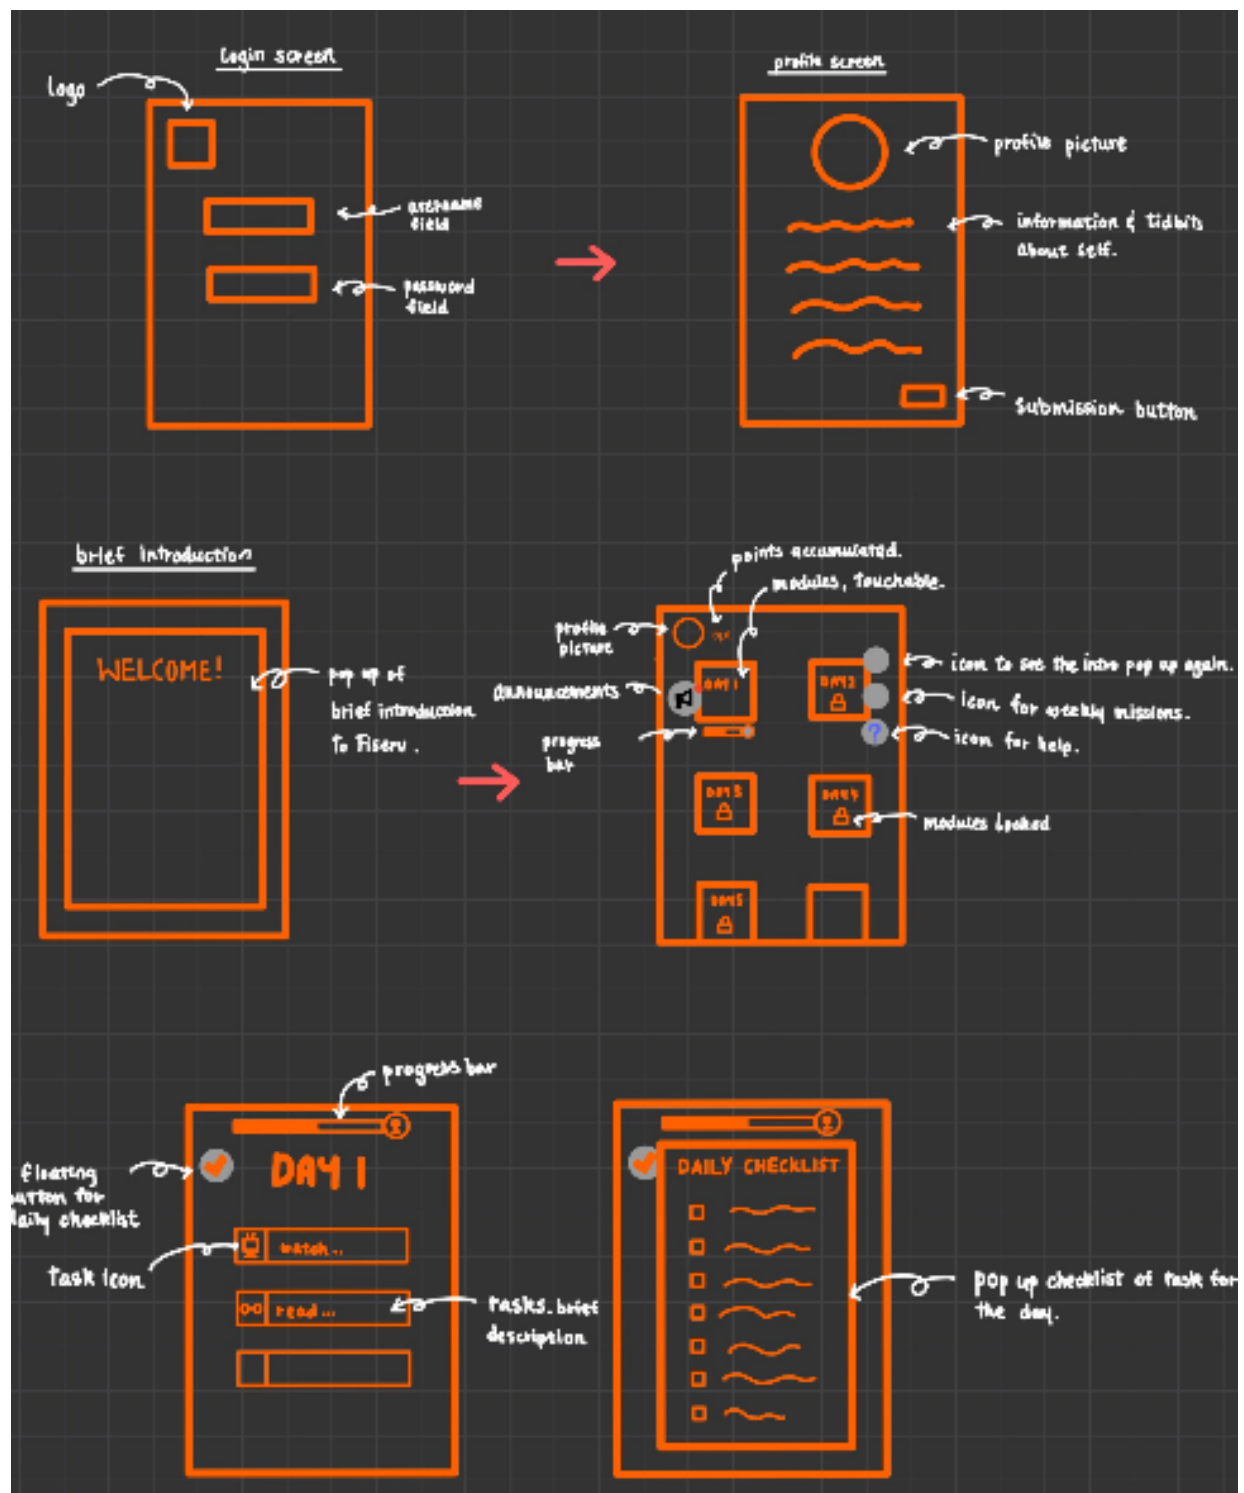 Login screen
logo
username
field
password
field
profile screen
profile picture
information & tidbits
about self.
submission button
brief introduction
WELCOME!
pop up of
brief introduction
to Fiserv.
points accumulated.
modules, touchable.
profile
picture
announcements
progress
bar
DAY 1
DAY 2
icon to see the intro pop up again.
icon for weekly missions.
?
icon for help.
DAY 3
DAY 4
modules locked
DAY 5
progress bar
floating
button for
daily checklist
DAY 1
watch...
task icon
read...
tasks. brief
description
DAILY CHECKLIST
pop up checklist of task for
the day.